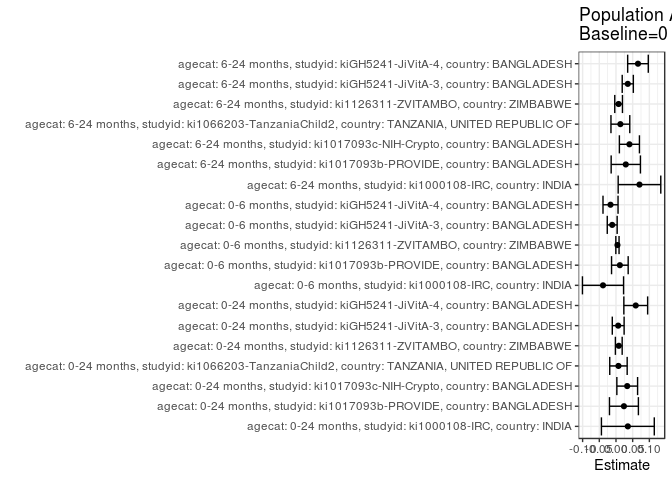 Population
Baseline=0
agecat: 6-24 months, studyid: kiGH5241-JiVitA-4, country: BANGLADESH
agecat: 6-24 months, studyid: kiGH5241-JiVitA-3, country: BANGLADESH
agecat: 6-24 months, studyid: ki1126311-ZVITAMBO, country: ZIMBABWE
agecat: 6-24 months, studyid: ki1066203-TanzaniaChild2, country: TANZANIA, UNITED REPUBLIC OF
agecat: 6-24 months, studyid: ki1017093c-NIH-Crypto, country: BANGLADESH
agecat: 6-24 months, studyid: ki1017093b-PROVIDE, country: BANGLADESH
agecat: 6-24 months, studyid: ki1000108-IRC, country: INDIA
agecat: 0-6 months, studyid: kiGH5241-JiVitA-4, country: BANGLADESH
agecat: 0-6 months, studyid: kiGH5241-JiVitA-3, country: BANGLADESH
agecat: 0-6 months, studyid: ki1126311-ZVITAMBO, country: ZIMBABWE
agecat: 0-6 months, studyid: ki1017093b-PROVIDE, country: BANGLADESH
agecat: 0-6 months, studyid: ki1000108-IRC, country: INDIA
agecat: 0-24 months, studyid: kiGH5241-JiVitA-4, country: BANGLADESH
agecat: 0-24 months, studyid: kiGH5241-JiVitA-3, country: BANGLADESH
agecat: 0-24 months, studyid: ki1126311-ZVITAMBO, country: ZIMBABWE
agecat: 0-24 months, studyid: ki1066203-TanzaniaChild2, country: TANZANIA, UNITED REPUBLIC OF
agecat: 0-24 months, studyid: ki1017093c-NIH-Crypto, country: BANGLADESH
agecat: 0-24 months, studyid: ki1017093b-PROVIDE, country: BANGLADESH
agecat: 0-24 months, studyid: ki1000108-IRC, country: INDIA
-0.10 -0.05 0.00 0.05 0.10
Estimate